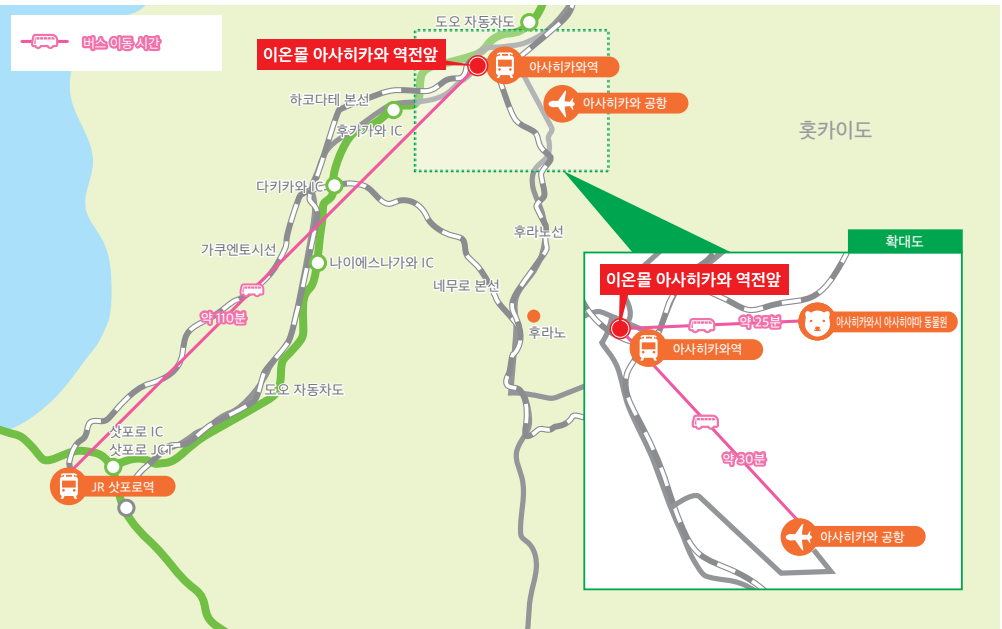 버스 이동 시간
도오 자동차도
이온몰 아사히카와 역전앞
아사히카와역
하코다테 본선
아사히카와 공항
후카가와 IC
홋카이도
다키카와 IC
후라노선
가쿠엔토시선
나이에스나가와 IC
네무로 본선
약 110분
후라노
도오 자동차도
삿포로 IC
삿포로 JCT
JR 삿포로역
확대도
이온몰 아사히카와 역전앞
약 25분
아사히카와시 아사히야마 동물원
아사히카와역
약 30분
아사히카와 공항